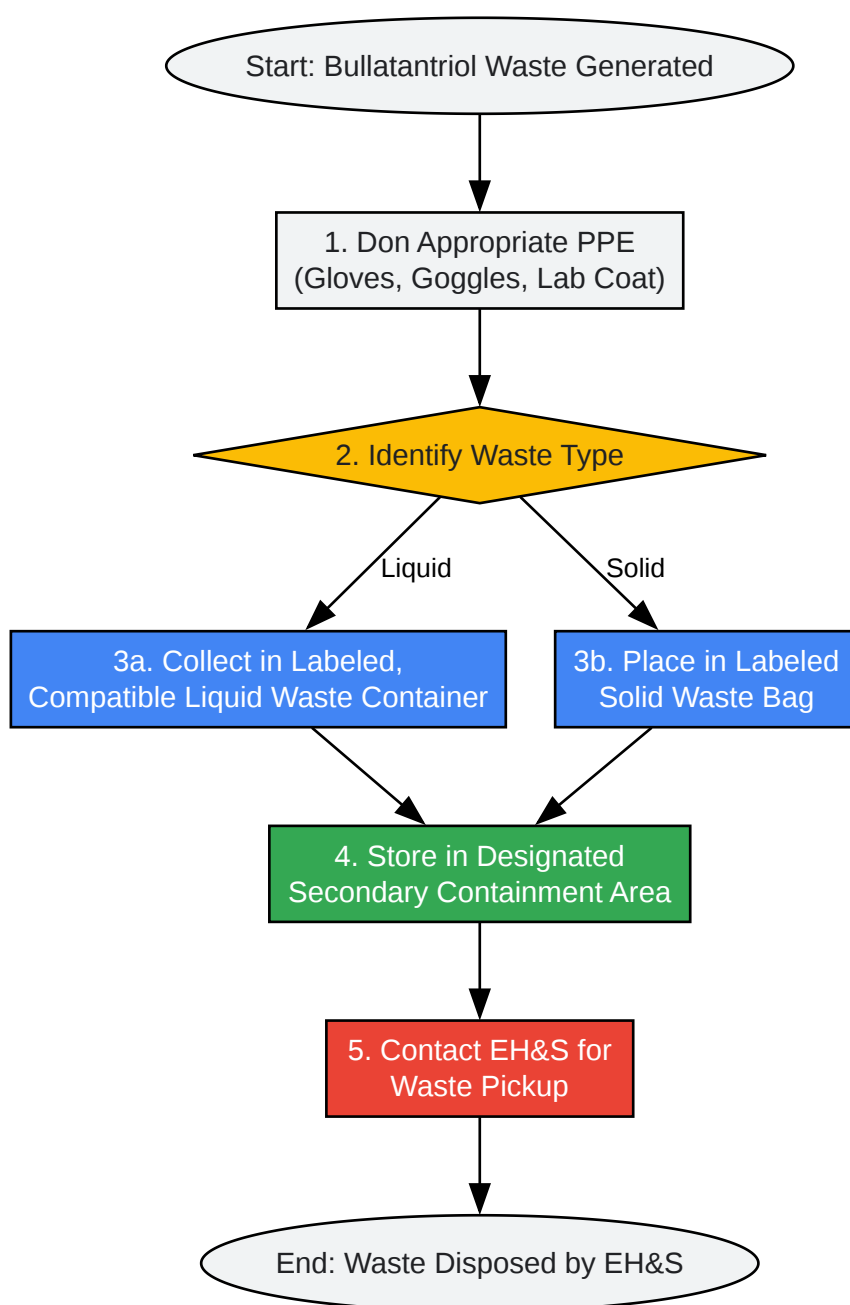 Start: Bullatantriol Waste Generated
1. Don Appropriate PPE
(Gloves, Goggles, Lab Coat)
2. Identify Waste Type
Liquid
Solid
3a. Collect in Labeled,
Compatible Liquid Waste Container
3b. Place in Labeled
Solid Waste Bag
4. Store in Designated
Secondary Containment Area
5. Contact EH&S for
Waste Pickup
End: Waste Disposed by EH&S